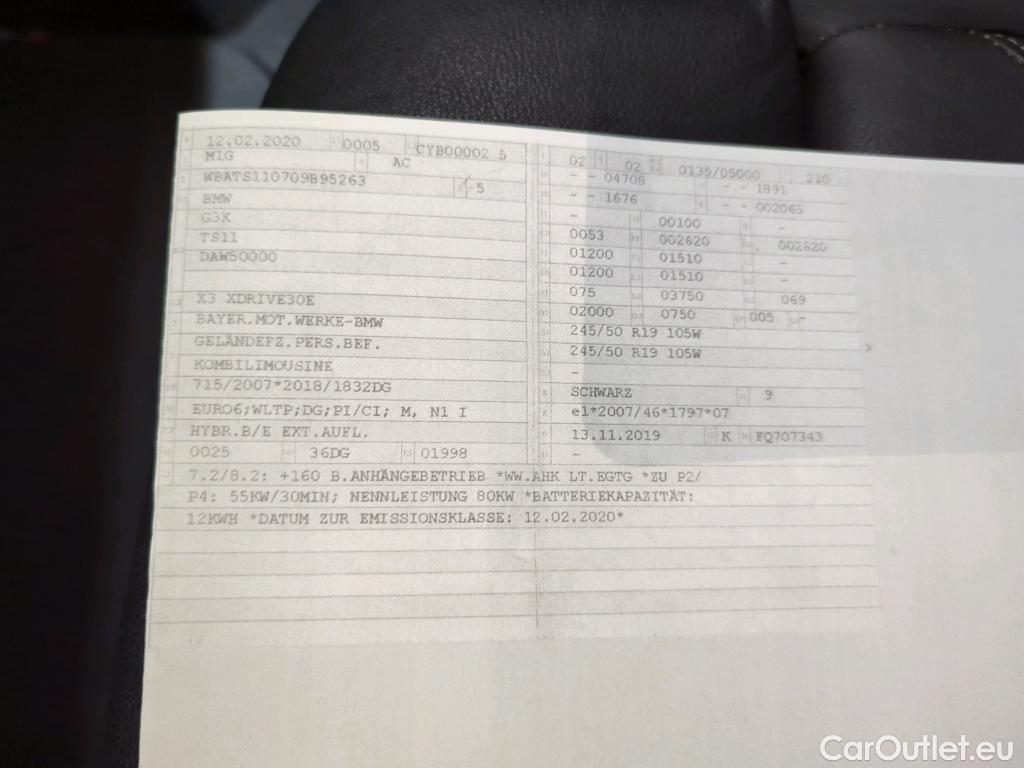 12.02.2020 0005 CYB00002 5
M1G AC
WBATS110709B95263 5
BMW
G3X
TS11
DAW50000
X3 XDRIVE30E
BAYER.MOT.WERKE-BMW
GELÄNDEFZ.PERS.BEF.
KOMBILIMOUSINE
715/2007*2018/1832DG
EURO6;WLTP;DG;PI/CI; M, N1 I
HYBR.B/E EXT.AUFL.
0025 36DG 01998
02 02 0135/05000 210
- - 04708 - - 1891
- - 1676 - - 002065
- 00100 -
0053 002620 002620
01200 01510 -
01200 01510 -
075 03750 069
02000 0750 005 -
245/50 R19 105W
245/50 R19 105W
-
SCHWARZ 9
e1*2007/46*1797*07
13.11.2019 K FQ707343
-
7.2/8.2: +160 B.ANHÄNGEBETRIEB *WW.AHK LT.EGTG *ZU P2/
P4: 55KW/30MIN; NENNLEISTUNG 80KW *BATTERIEKAPAZITÄT:
12KWH *DATUM ZUR EMISSIONSKLASSE: 12.02.2020*
CarOutlet.eu